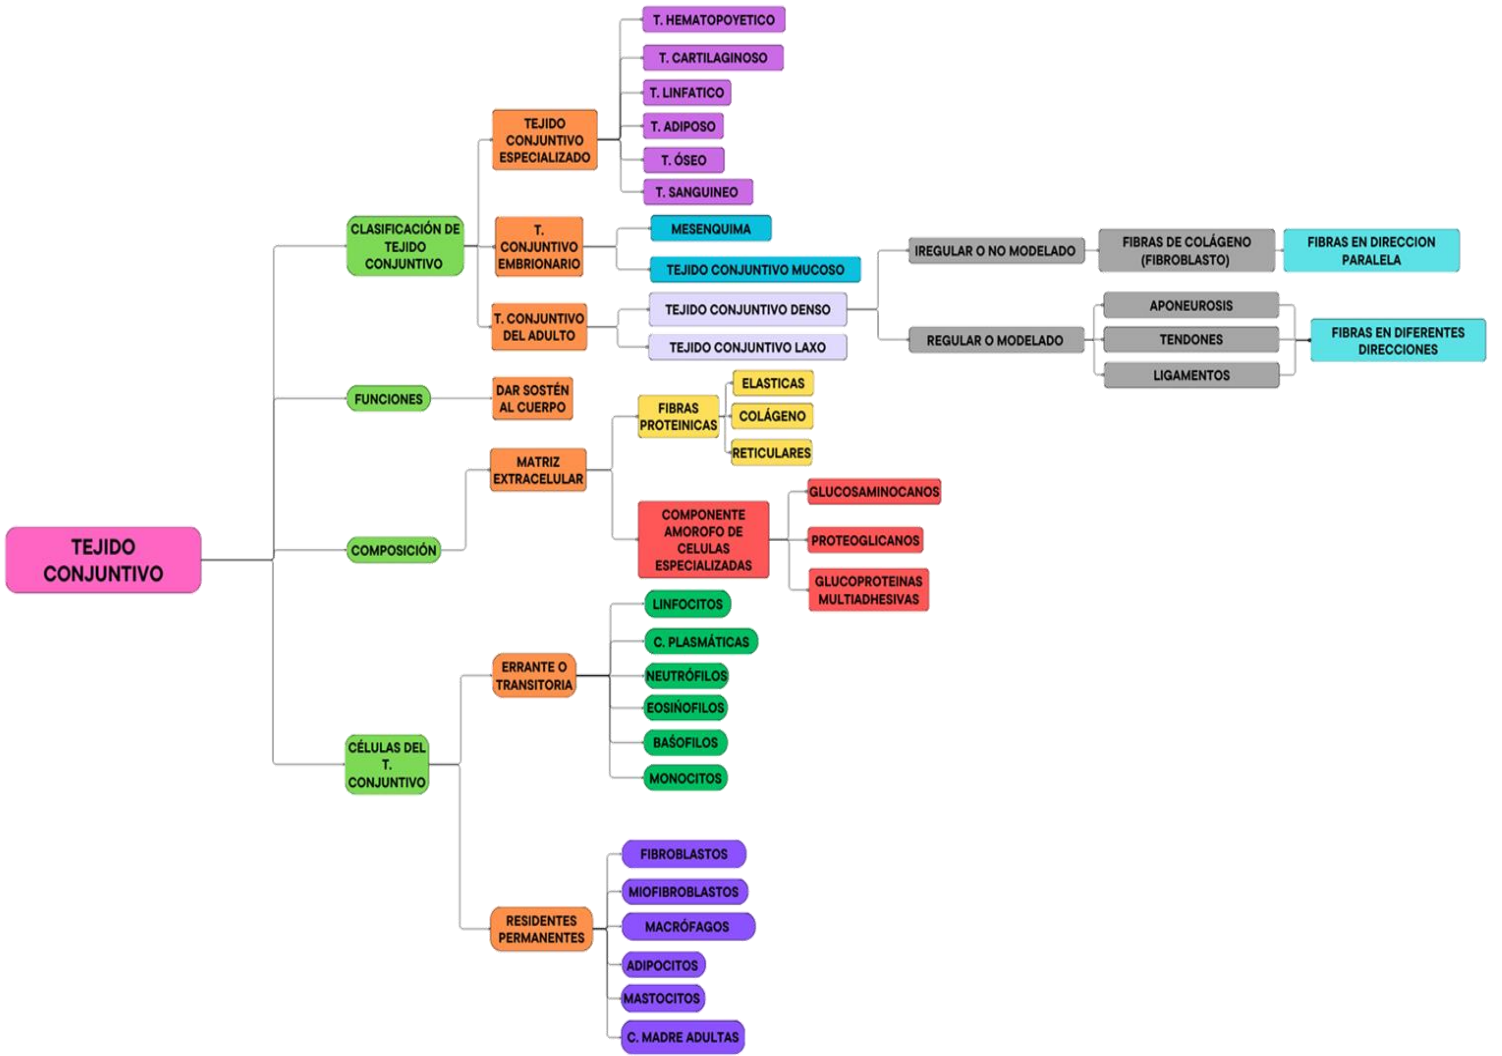 TEJIDO
CONJUNTIVO
CLASIFICACIÓN DE
TEJIDO
CONJUNTIVO
TEJIDO
CONJUNTIVO
ESPECIALIZADO
T. HEMATOPOYETICO
T. CARTILAGINOSO
T. LINFATICO
T. ADIPOSO
T. ÓSEO
T. SANGUINEO
T.
CONJUNTIVO
EMBRIONARIO
MESENQUIMA
TEJIDO CONJUNTIVO MUCOSO
T. CONJUNTIVO
DEL ADULTO
TEJIDO CONJUNTIVO DENSO
IREGULAR O NO MODELADO
FIBRAS DE COLÁGENO
(FIBROBLASTO)
FIBRAS EN DIRECCION
PARALELA
REGULAR O MODELADO
APONEUROSIS
TENDONES
LIGAMENTOS
FIBRAS EN DIFERENTES
DIRECCIONES
TEJIDO CONJUNTIVO LAXO
FUNCIONES
DAR SOSTÉN
AL CUERPO
COMPOSICIÓN
MATRIZ
EXTRACELULAR
FIBRAS
PROTEINICAS
ELASTICAS
COLÁGENO
RETICULARES
COMPONENTE
AMOROFO DE
CELULAS
ESPECIALIZADAS
GLUCOSAMINOCANOS
PROTEOGLICANOS
GLUCOPROTEINAS
MULTIADHESIVAS
CÉLULAS DEL
T.
CONJUNTIVO
ERRANTE O
TRANSITORIA
LINFOCITOS
C. PLASMÁTICAS
NEUTRÓFILOS
EOSIÑOFILOS
BAŚOFILOS
MONOCITOS
RESIDENTES
PERMANENTES
FIBROBLASTOS
MIOFIBROBLASTOS
MACRÓFAGOS
ADIPOCITOS
MASTOCITOS
C. MADRE ADULTAS